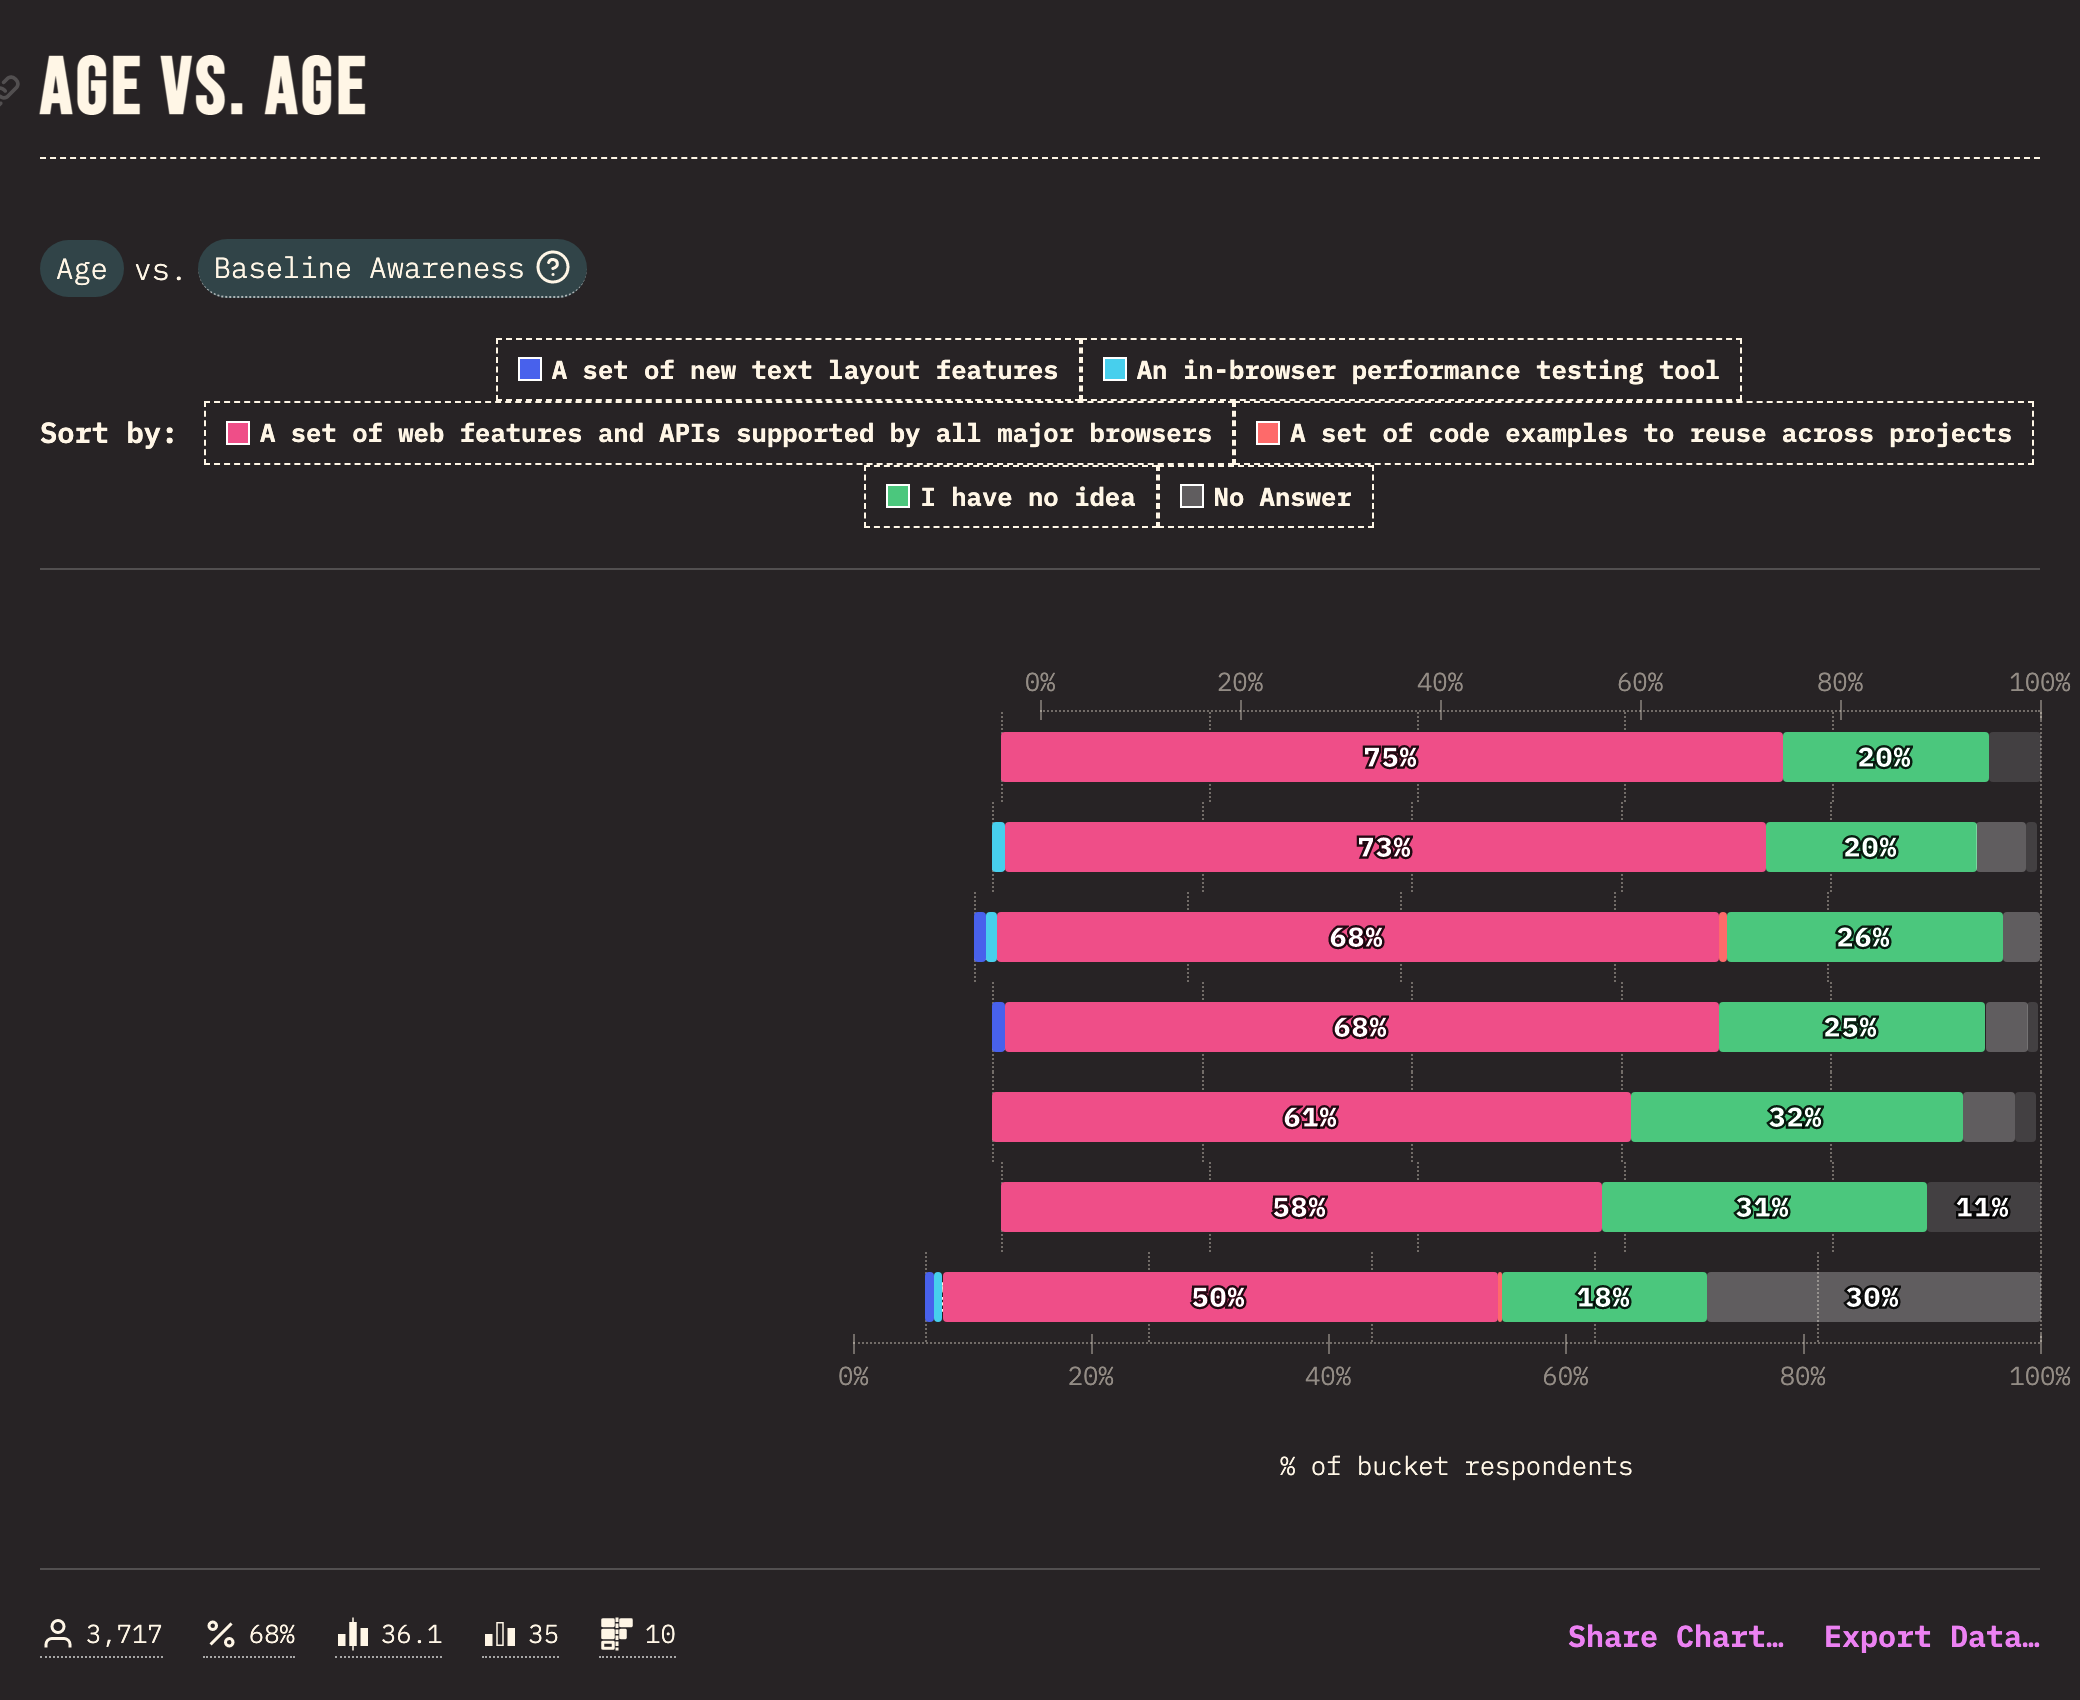 AGE VS. AGE
Age vs. Baseline Awareness
A set of new text layout features An in-browser performance testing tool
Sort by: A set of web features and APIs supported by all major browsers A set of code examples to reuse across projects
I have no idea No Answer
0% 20% 40% 60% 80% 100%
75% 20%
73% 20%
68% 26%
68% 25%
61% 32%
58% 31% 11%
50% 18% 30%
0% 20% 40% 60% 80% 100%
% of bucket respondents
3,717 68% 36.1 35 10 Share Chart… Export Data…